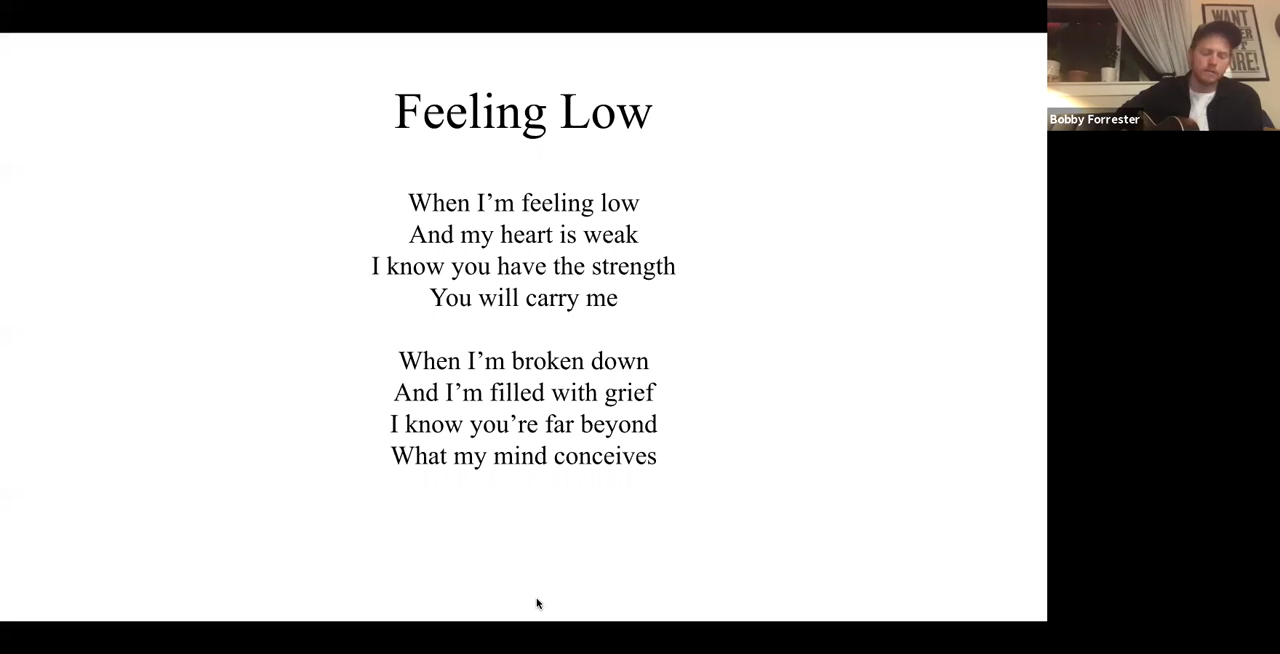 Feeling Low
When I’m feeling low
And my heart is weak
I know you have the strength
You will carry me
When I’m broken down
And I’m filled with grief
I know you’re far beyond
What my mind conceives
WANT
Bobby Forrester